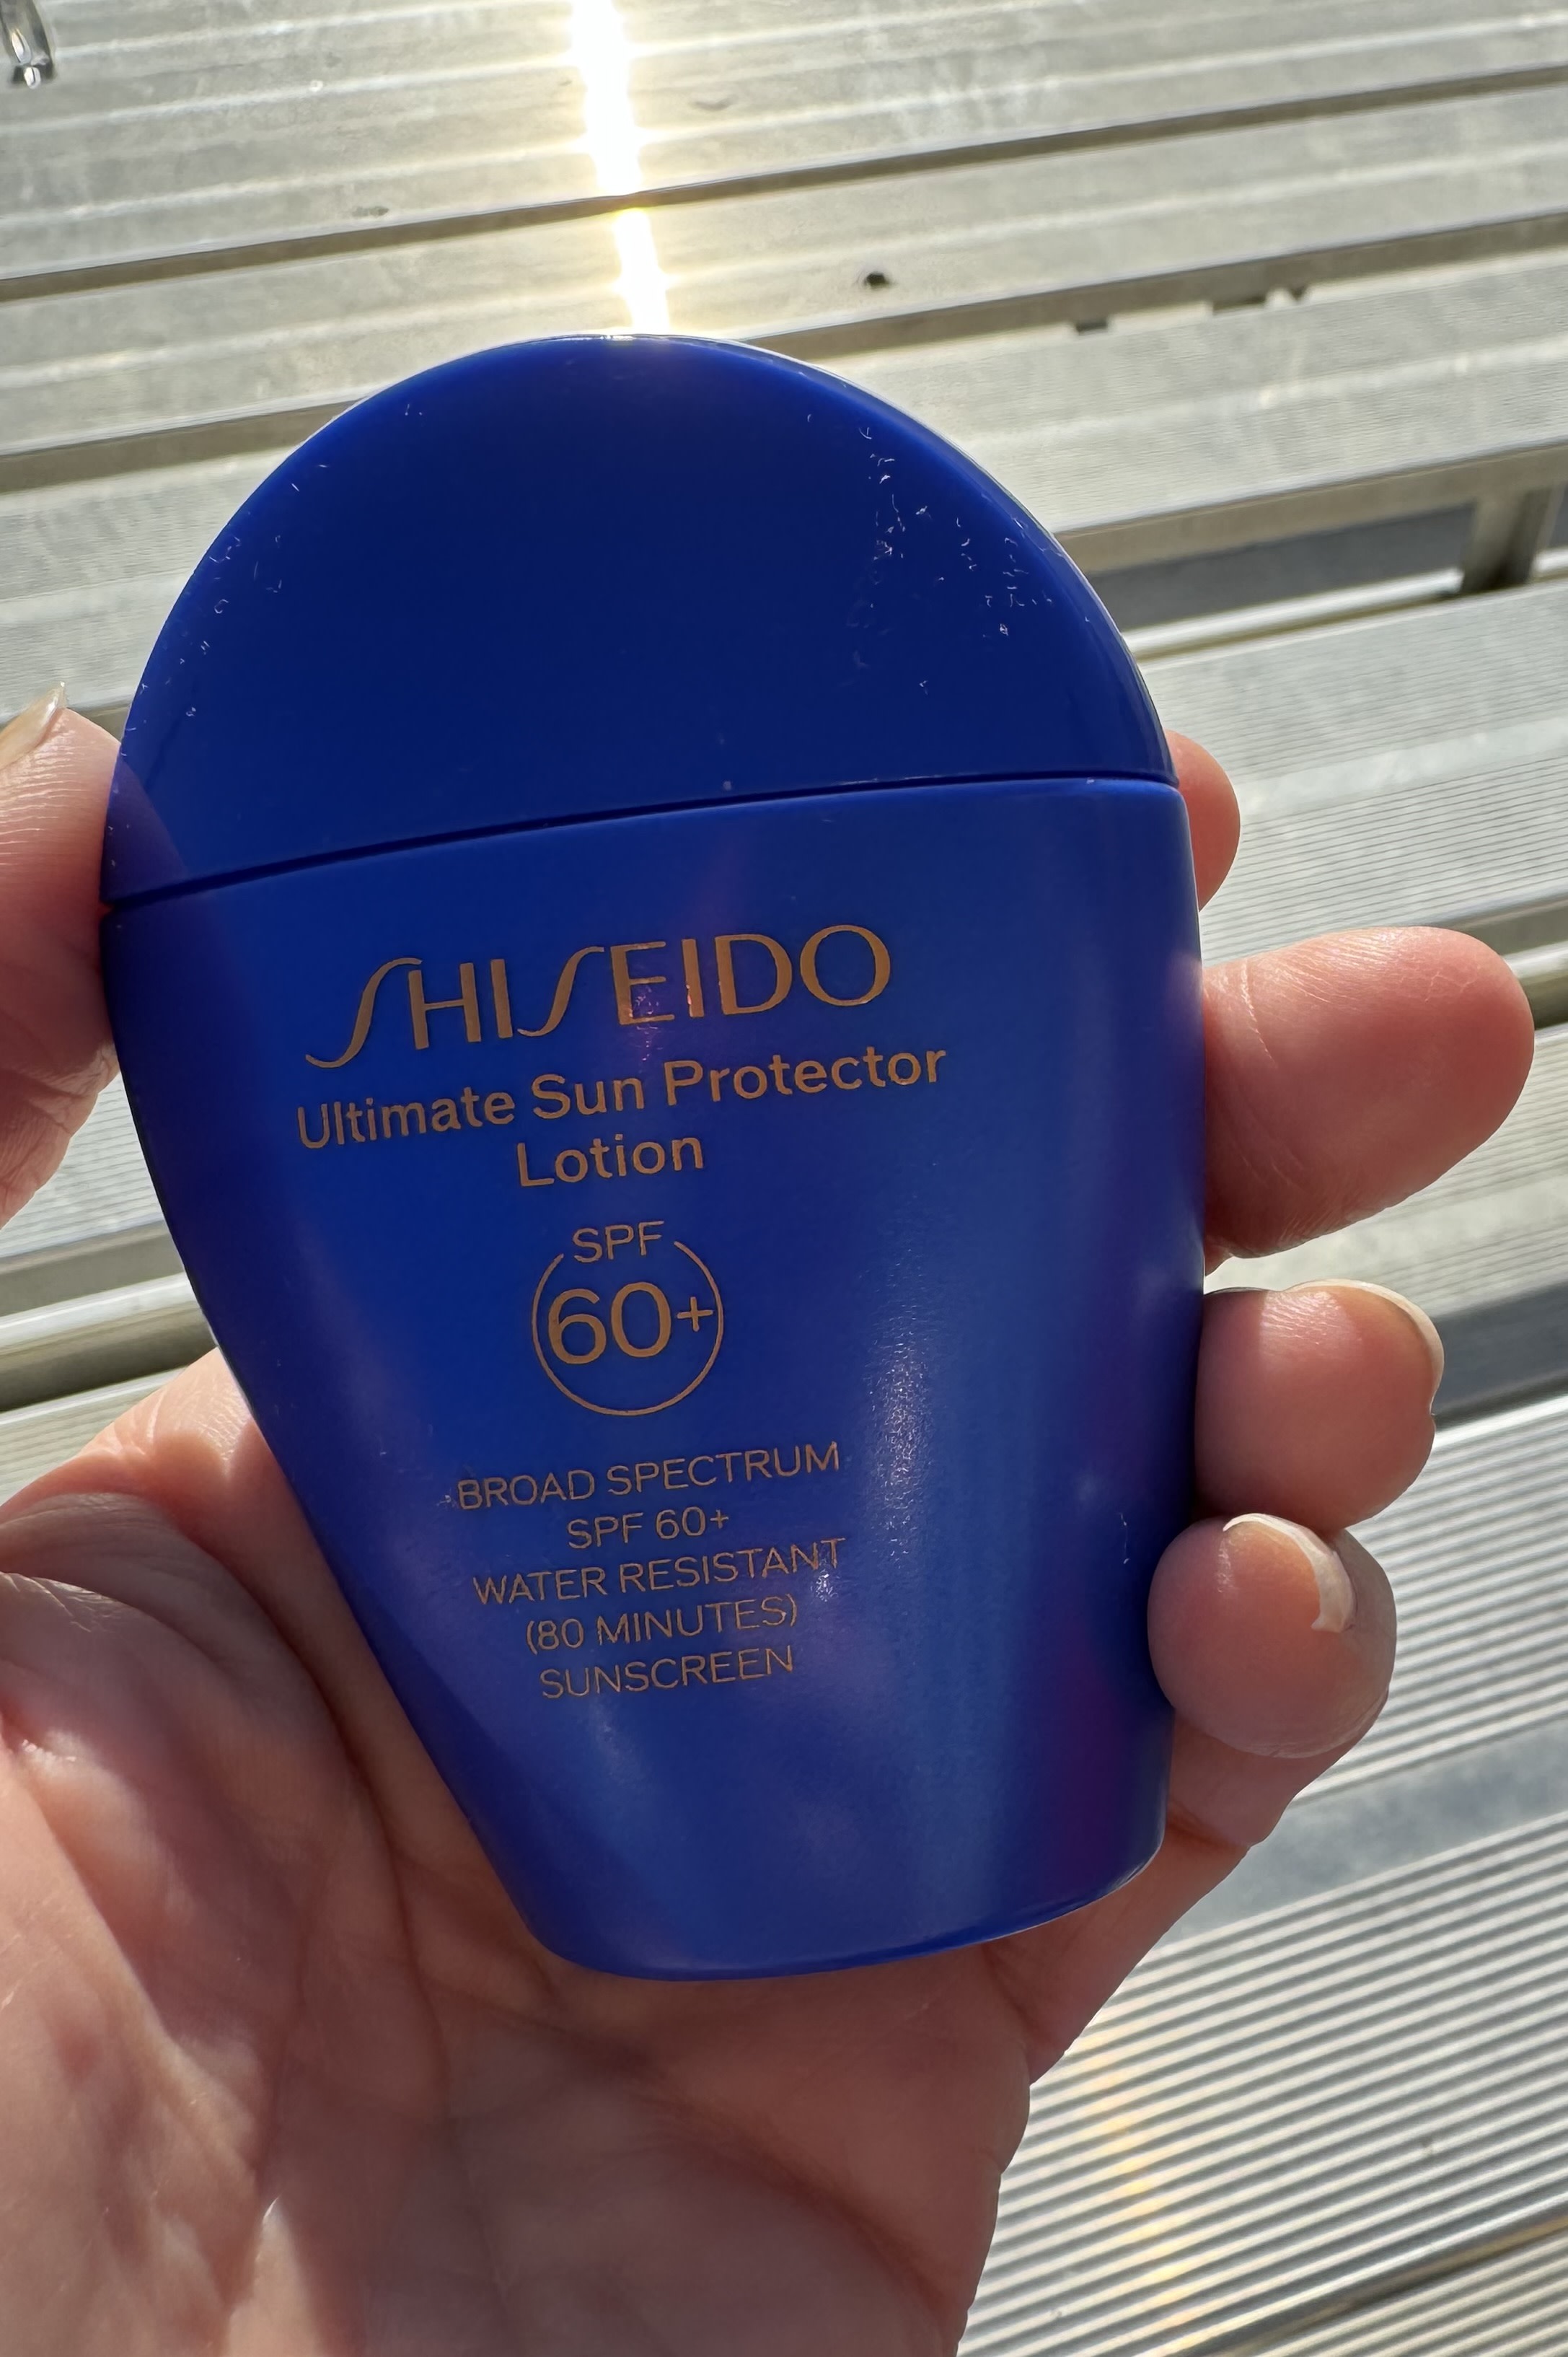 SHISEIDO
Ultimate Sun Protector
Lotion
SPF
60+
BROAD SPECTRUM
SPF 60+
WATER RESISTANT
(80 MINUTES)
SUNSCREEN